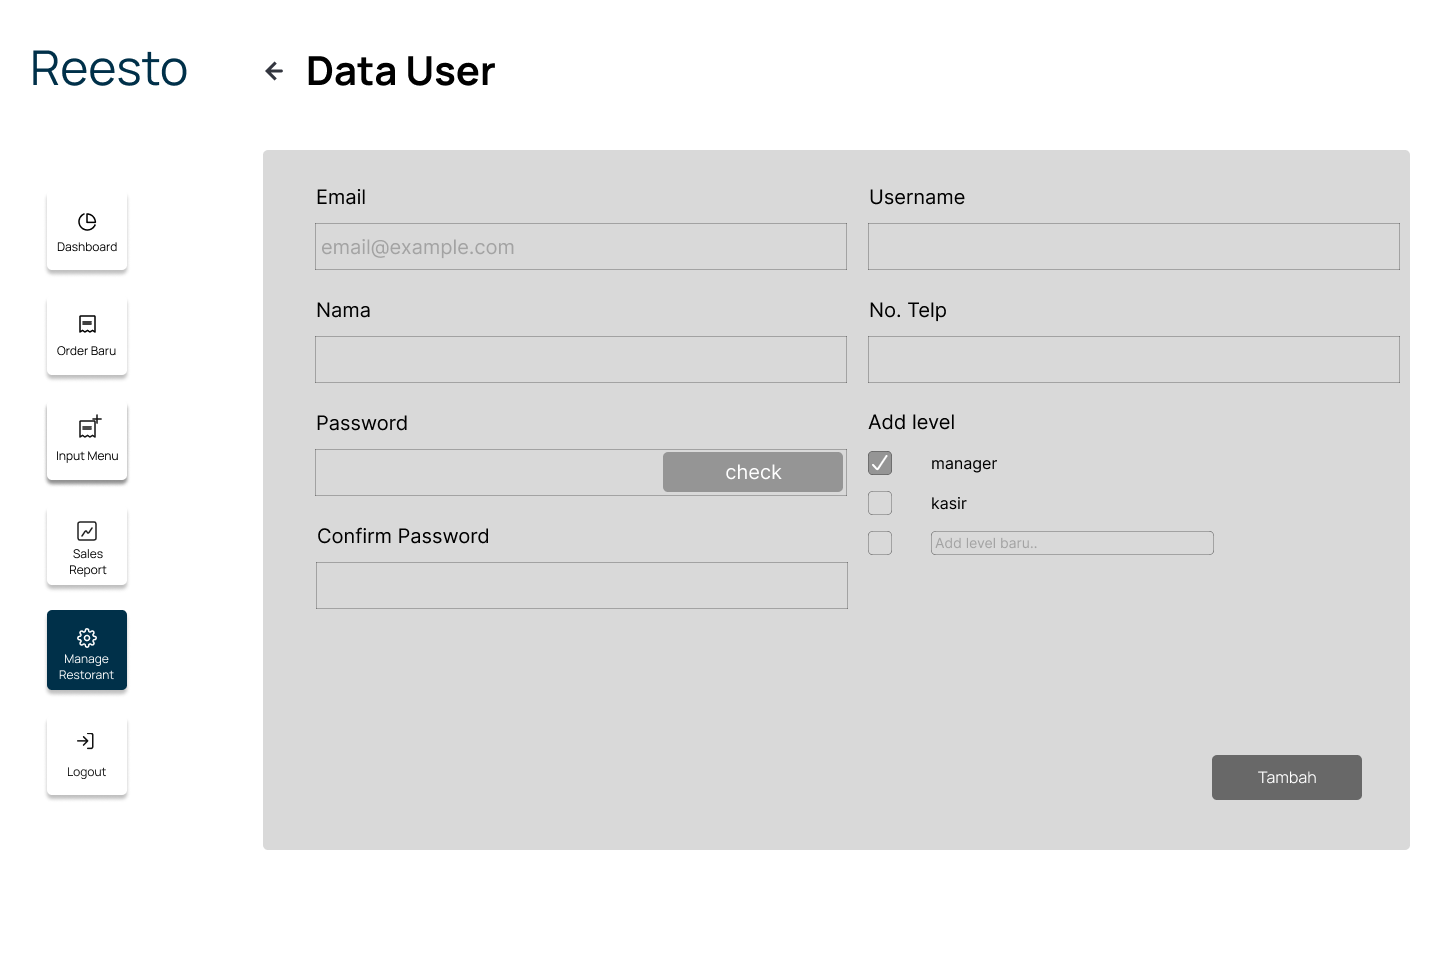 Reesto
Data User
Dashboard
Order Baru
Input Menu
Sales
Report
Manage
Restorant
Logout
Email
email@example.com
Username
Nama
No. Telp
Password
check
Confirm Password
Add level
manager
kasir
Add level baru..
Tambah